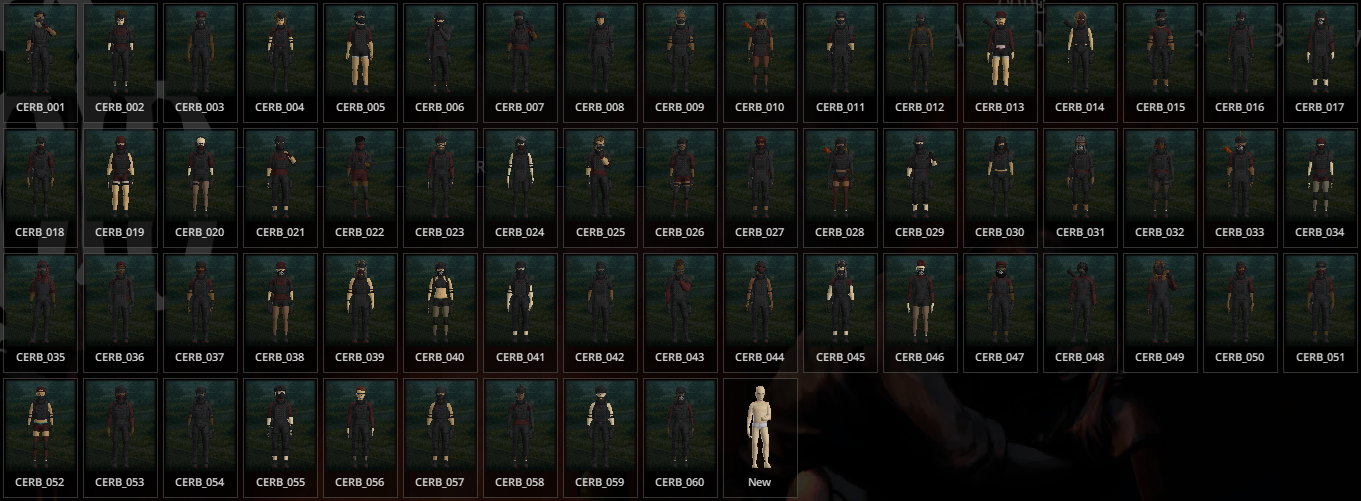 CERB_001 CERB_002 CERB_003 CERB_004 CERB_005 CERB_006 CERB_007 CERB_008 CERB_009 CERB_010 CERB_011 CERB_012 CERB_013 CERB_014 CERB_015 CERB_016 CERB_017
CERB_018 CERB_019 CERB_020 CERB_021 CERB_022 CERB_023 CERB_024 CERB_025 CERB_026 CERB_027 CERB_028 CERB_029 CERB_030 CERB_031 CERB_032 CERB_033 CERB_034
CERB_035 CERB_036 CERB_037 CERB_038 CERB_039 CERB_040 CERB_041 CERB_042 CERB_043 CERB_044 CERB_045 CERB_046 CERB_047 CERB_048 CERB_049 CERB_050 CERB_051
CERB_052 CERB_053 CERB_054 CERB_055 CERB_056 CERB_057 CERB_058 CERB_059 CERB_060 New